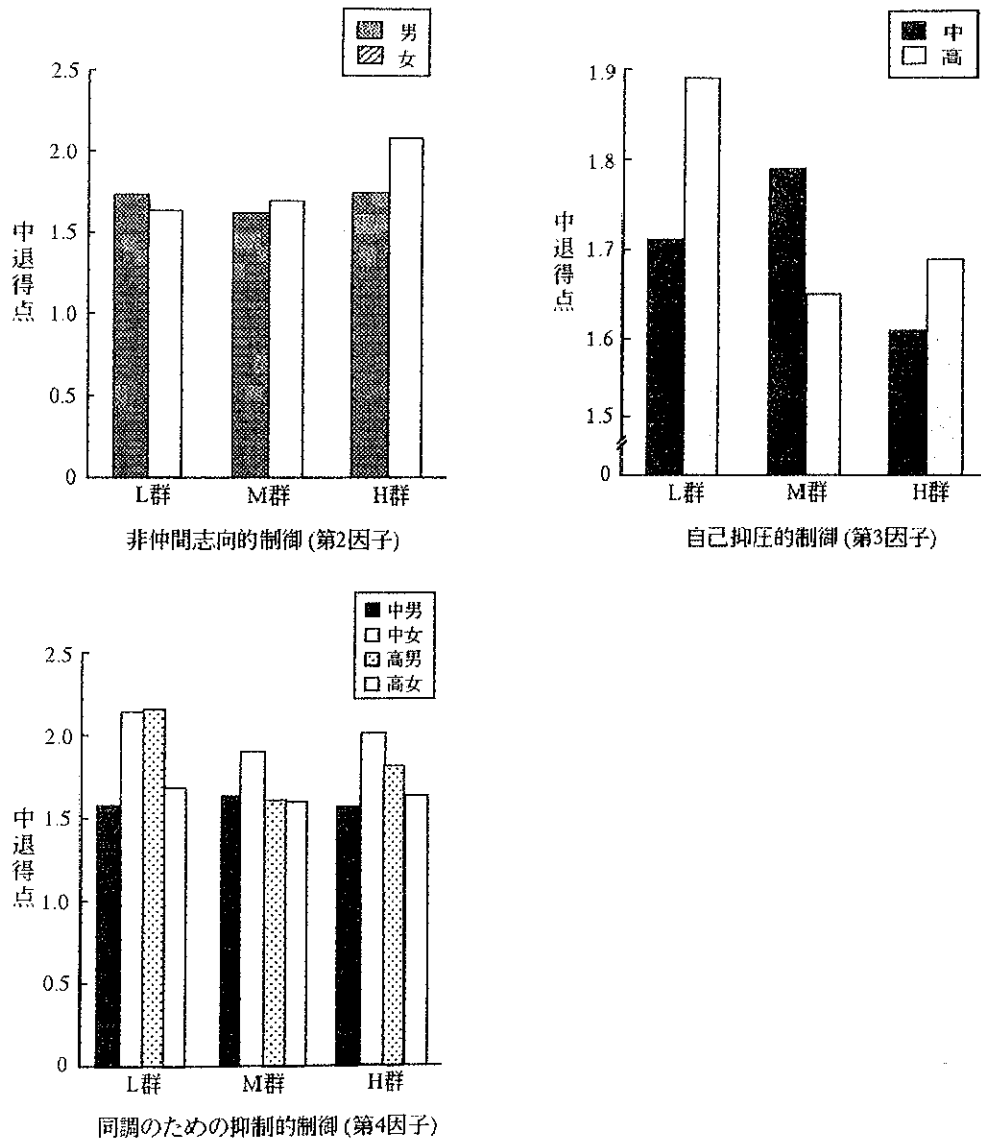 男
女
2.5
2.0
1.5
1.0
0.5
0
中退得点
L群 M群 H群
非仲間志向的制御 (第2因子)
中
高
1.9
1.8
1.7
1.6
1.5
0
中退得点
L群 M群 H群
自己抑圧的制御 (第3因子)
中男
中女
高男
高女
2.5
2.0
1.5
1.0
0.5
0
中退得点
L群 M群 H群
同調のための抑制的制御 (第4因子)